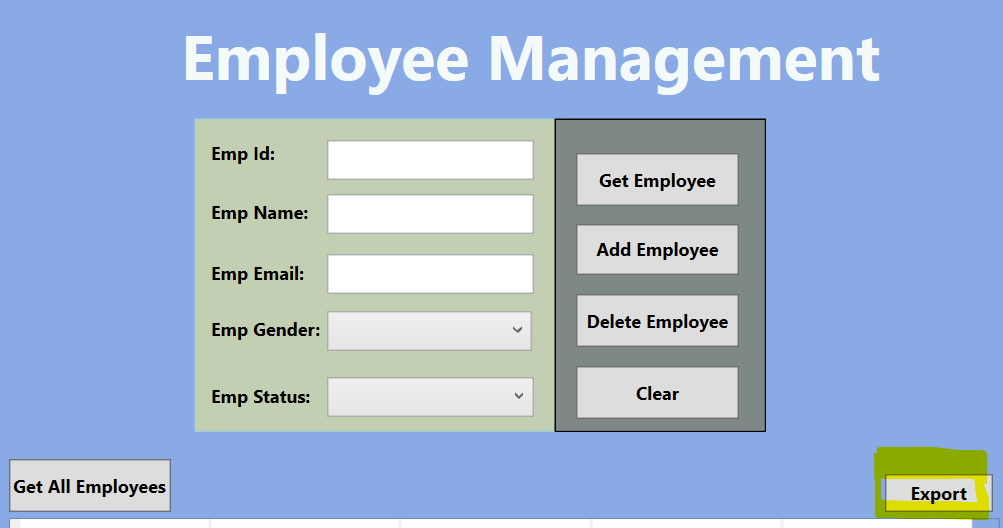 Employee Management
Emp Id:
Get Employee
Emp Name:
Add Employee
Emp Email:
Delete Employee
Emp Gender:
Clear
Emp Status:
Get All Employees
Export